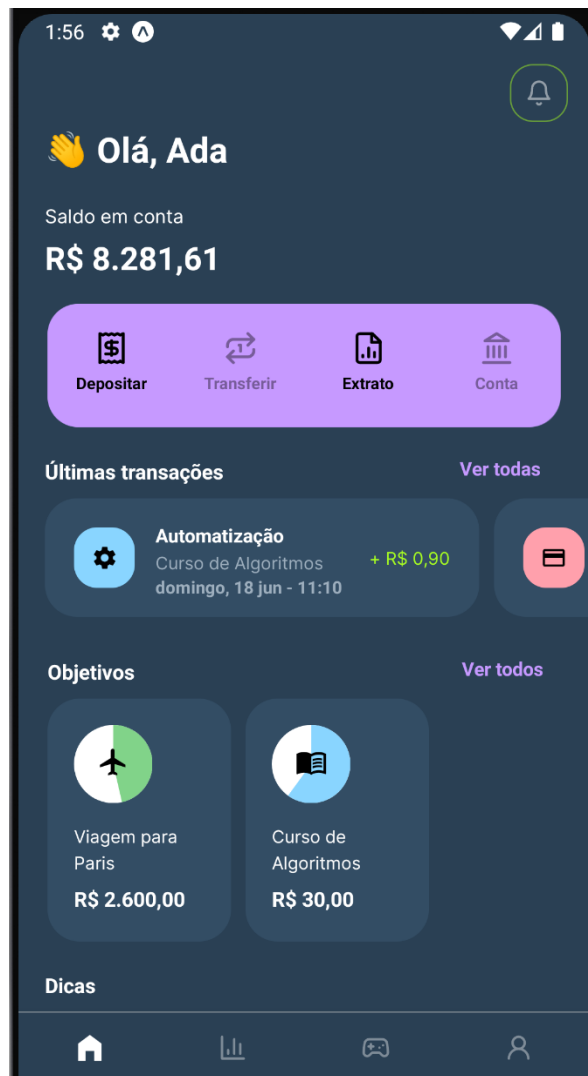 1:56
Olá, Ada
Saldo em conta
R$ 8.281,61
Depositar
Transferir
Extrato
Conta
Últimas transações
Ver todas
Automatização
Curso de Algoritmos
+ R$ 0,90
domingo, 18 jun - 11:10
Objetivos
Ver todos
Viagem para
Paris
R$ 2.600,00
Curso de
Algoritmos
R$ 30,00
Dicas